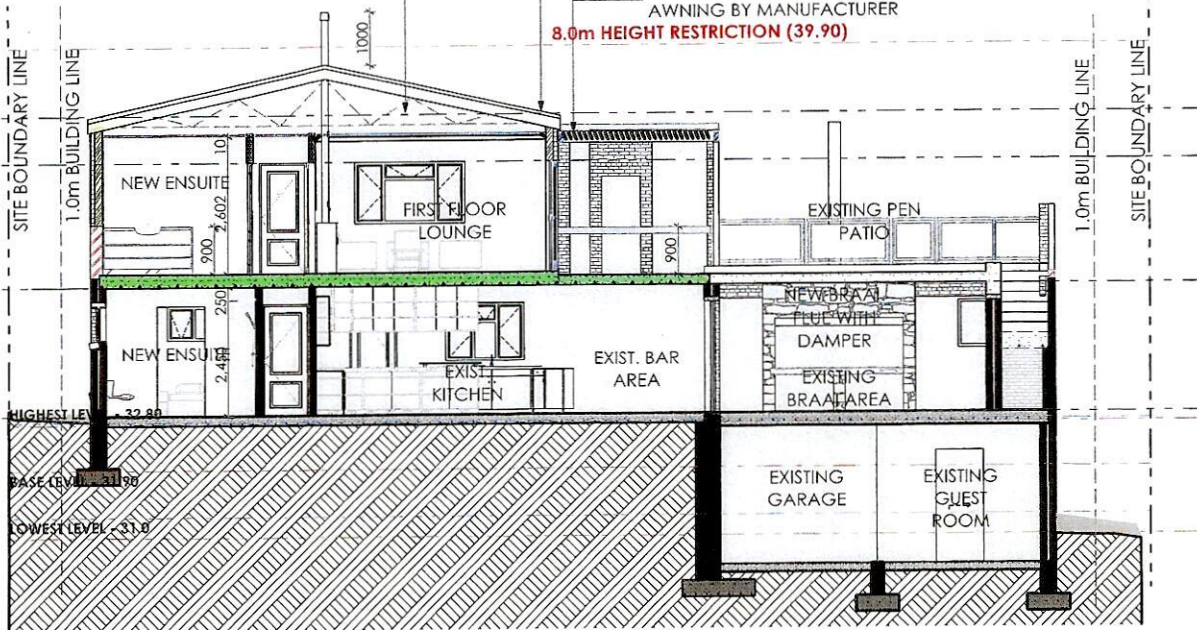 AWNING BY MANUFACTURER
8.0m HEIGHT RESTRICTION (39.90)
1000
SITE BOUNDARY LINE
1.0m BUILDING LINE
1.0m BUILDING LINE
SITE BOUNDARY LINE
10
NEW ENSUITE
2,602
900
FIRST FLOOR
LOUNGE
900
EXISTING PEN
PATIO
250
NEW ENSUITE
EXIST.
KITCHEN
EXIST. BAR
AREA
NEW BRAAI
FLUE WITH
DAMPER
EXISTING
BRAAI AREA
HIGHEST LEVEL - 32.80
BASE LEVEL - 31.90
LOWEST LEVEL - 31.0
EXISTING
GARAGE
EXISTING
GUEST
ROOM